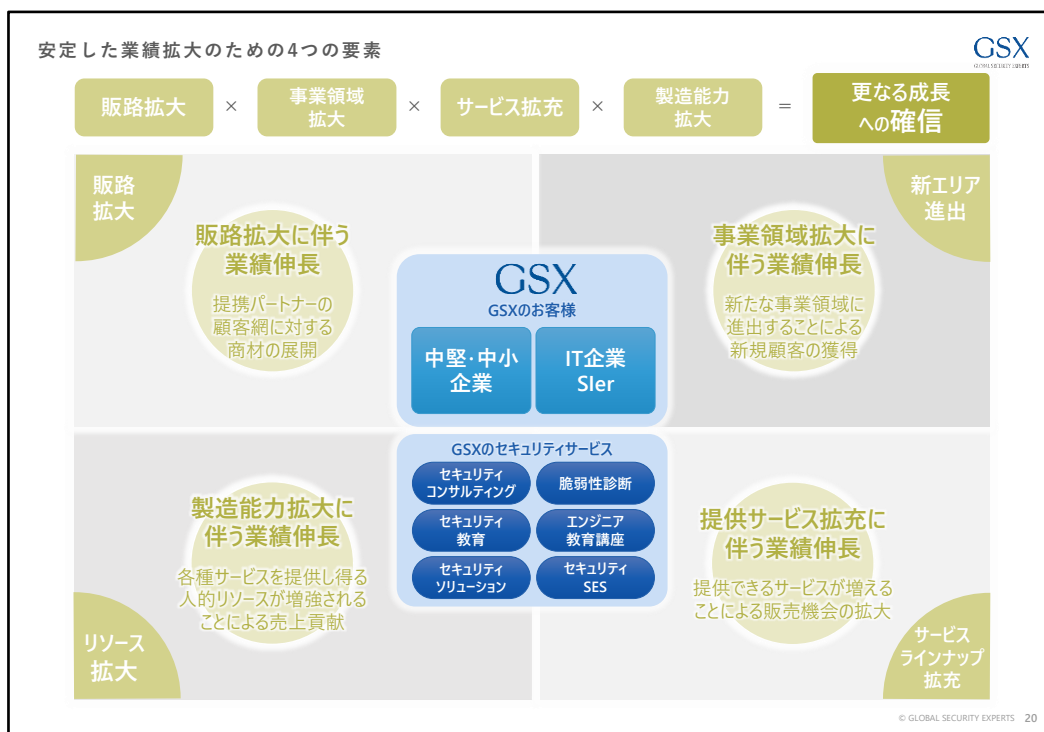 安定した業績拡大のための4つの要素
GSX
GLOBAL SECURITY EXPERTS
販路拡大
×
事業領域
拡大
×
サービス拡充
×
製造能力
拡大
=
更なる成長
への確信
販路
拡大
販路拡大に伴う
業績伸長
提携パートナーの
顧客網に対する
商材の展開
新エリア
進出
事業領域拡大に
伴う業績伸長
新たな事業領域に
進出することによる
新規顧客の獲得
GSX
GSXのお客様
中堅・中小
企業
IT企業
SIer
GSXのセキュリティサービス
セキュリティ
コンサルティング
脆弱性診断
セキュリティ
教育
エンジニア
教育講座
セキュリティ
ソリューション
セキュリティ
SES
製造能力拡大に
伴う業績伸長
各種サービスを提供し得る
人的リソースが増強される
ことによる売上貢献
リソース
拡大
提供サービス拡充に
伴う業績伸長
提供できるサービスが増える
ことによる販売機会の拡大
サービス
ラインナップ
拡充
© GLOBAL SECURITY EXPERTS 20